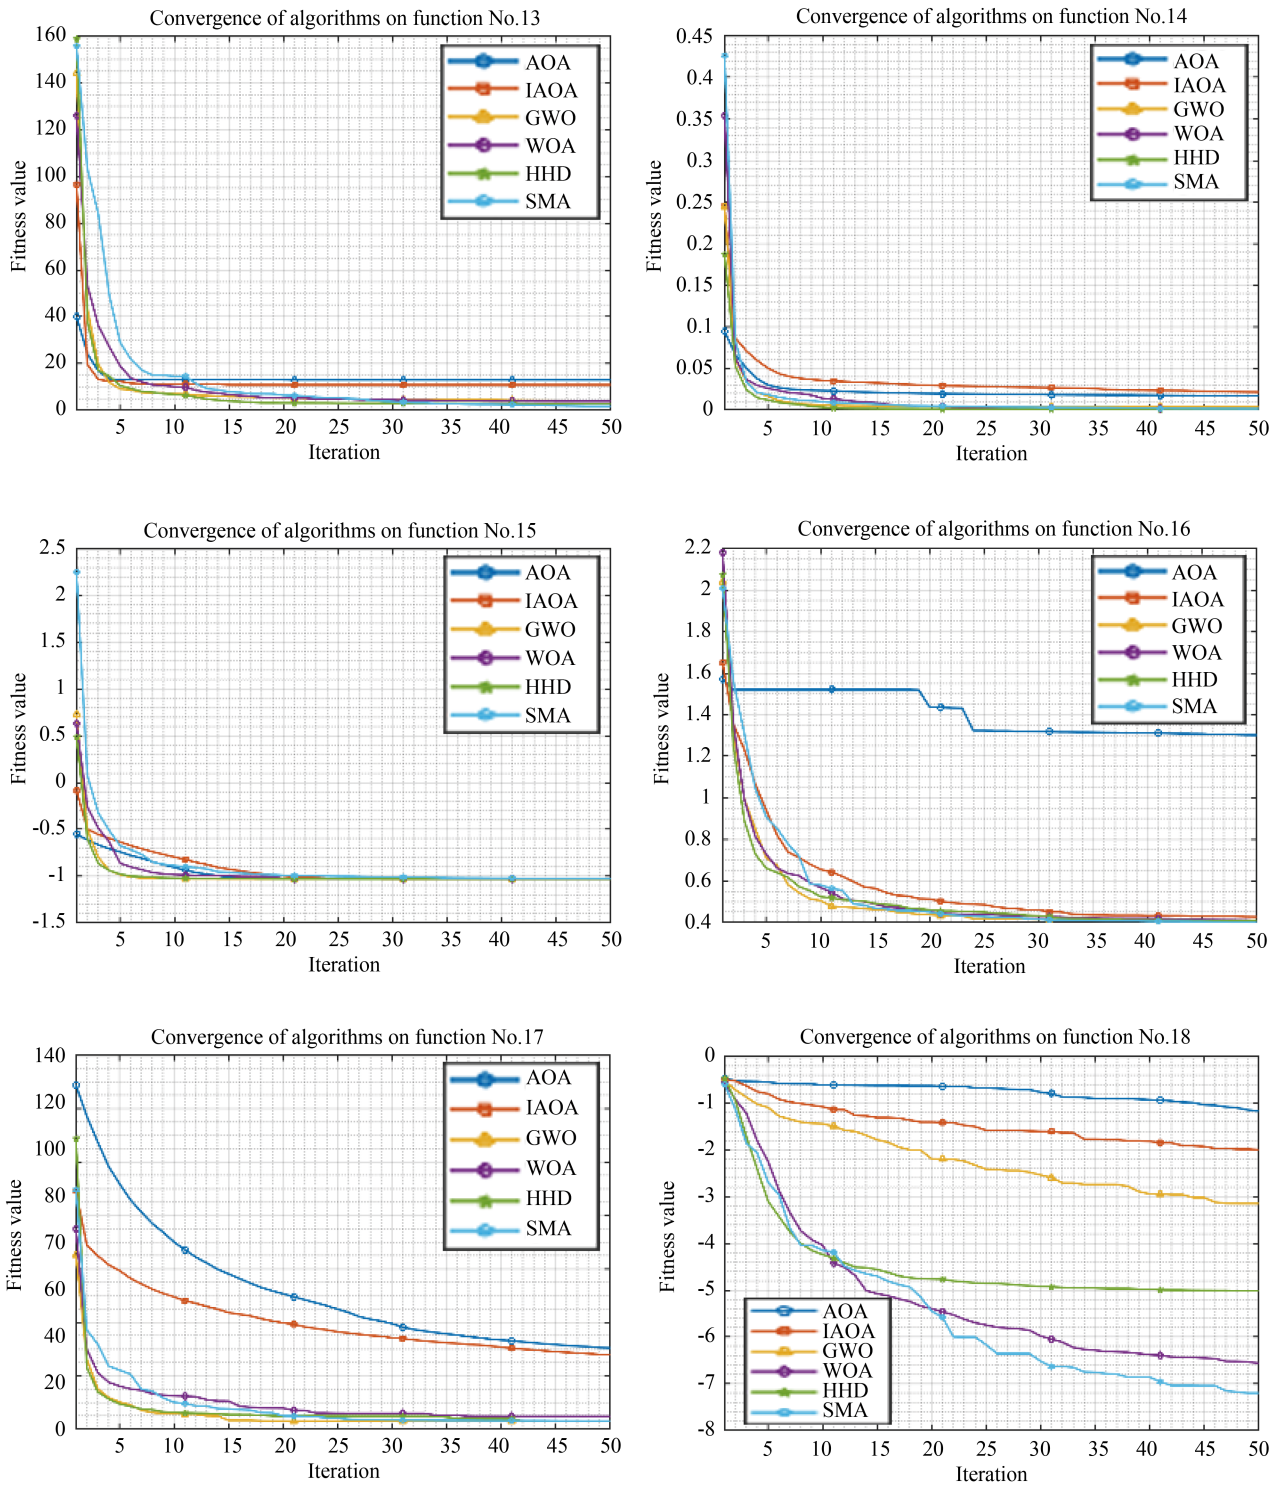 Convergence of algorithms on function No.13
160
140
120
100
80
60
40
20
0
Fitness value
AOA
IAOA
GWO
WOA
HHD
SMA
5 10 15 20 25 30 35 40 45 50
Iteration
Convergence of algorithms on function No.14
0.45
0.4
0.35
0.3
0.25
0.2
0.15
0.1
0.05
0
Fitness value
AOA
IAOA
GWO
WOA
HHD
SMA
5 10 15 20 25 30 35 40 45 50
Iteration
Convergence of algorithms on function No.15
2.5
2
1.5
1
0.5
0
-0.5
-1
-1.5
Fitness value
AOA
IAOA
GWO
WOA
HHD
SMA
5 10 15 20 25 30 35 40 45 50
Iteration
Convergence of algorithms on function No.16
2.2
2
1.8
1.6
1.4
1.2
1
0.8
0.6
0.4
Fitness value
AOA
IAOA
GWO
WOA
HHD
SMA
5 10 15 20 25 30 35 40 45 50
Iteration
Convergence of algorithms on function No.17
140
120
100
80
70
60
40
20
0
Fitness value
AOA
IAOA
GWO
WOA
HHD
SMA
5 10 15 20 25 30 35 40 45 50
Iteration
Convergence of algorithms on function No.18
0
-1
-2
-3
-4
-5
-6
-7
-8
Fitness value
AOA
IAOA
GWO
WOA
HHD
SMA
5 10 15 20 25 30 35 40 45 50
Iteration